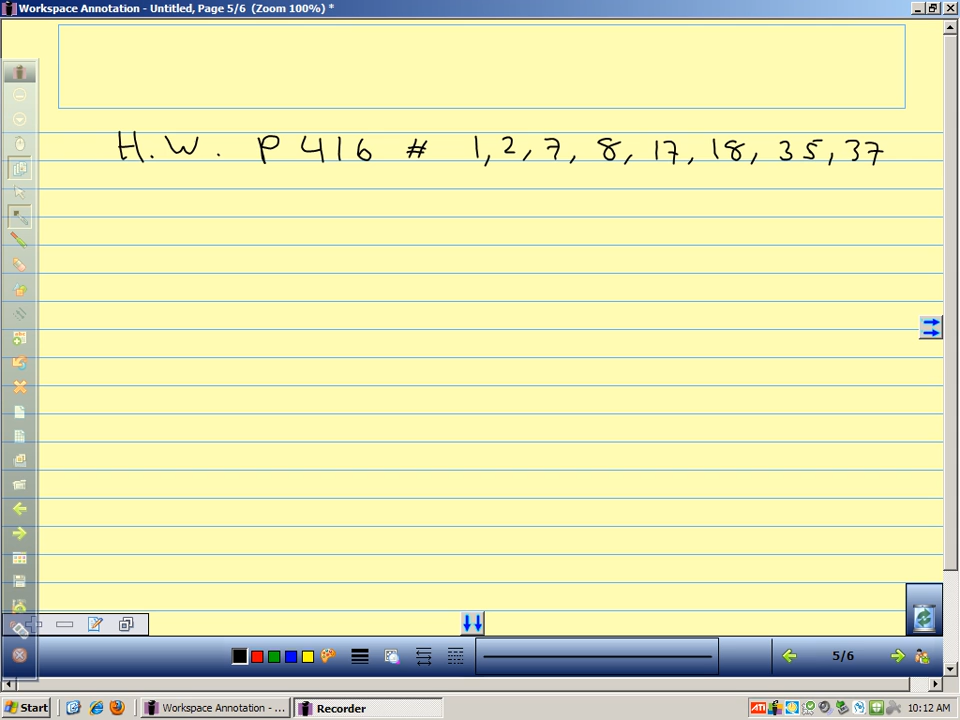 Workspace Annotation - Untitled, Page 5/6 (Zoom 100%) *
H.W. P 416 # 1, 2, 7, 8, 17, 18, 35, 37
5/6
Start
Workspace Annotation - ...
Recorder
ATI
10:12 AM